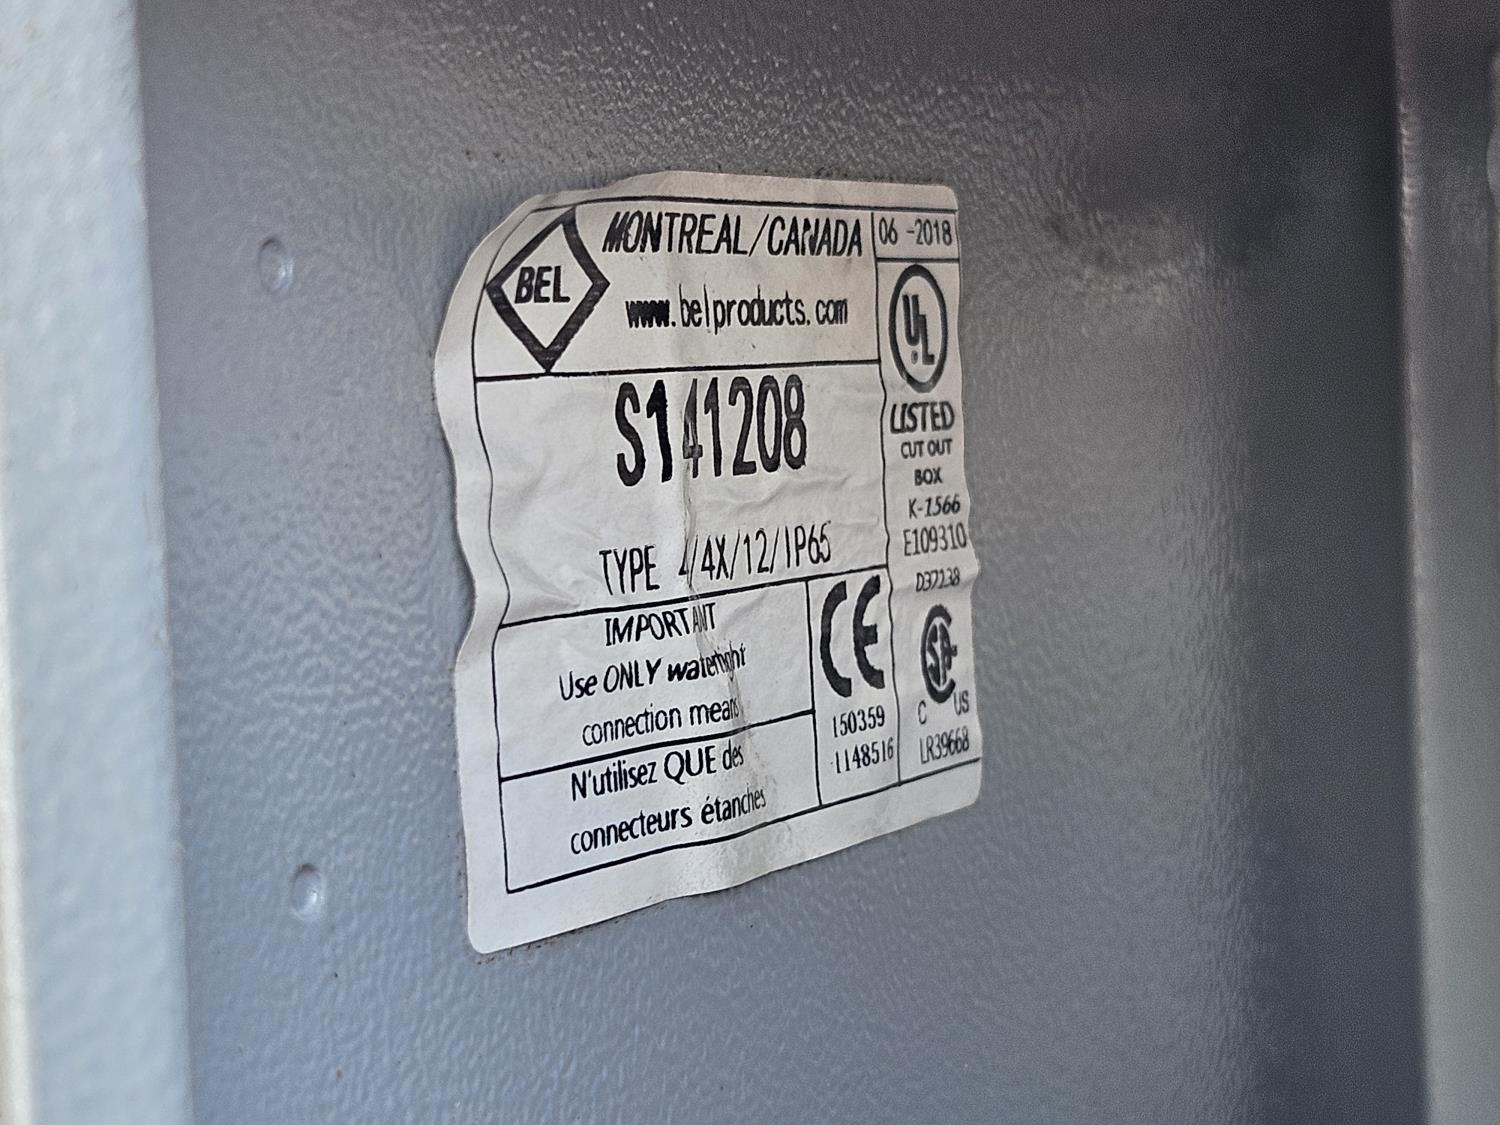 BEL
MONTREAL/CANADA
www.belproducts.com
06 -2018
S141208
TYPE 4/4X/12/IP65
IMPORTANT
Use ONLY watertight
connection means
N'utilisez QUE des
connecteurs étanches
CE
150359
-1148516
UL
LISTED
CUT OUT
BOX
K-1566
E109310
D37238
SA
C US
LR39668